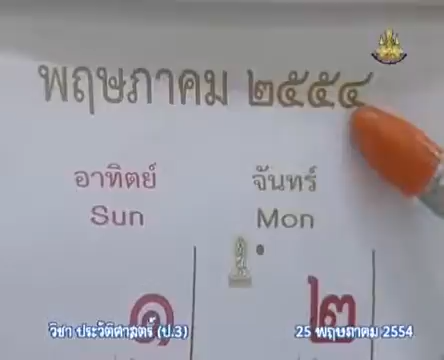 พฤษภาคม ๒๕๕๔
อาทิตย์ จันทร์
Sun Mon
๑ ๒
วิชา ประวัติศาสตร์ (ป.3) 25 พฤษภาคม 2554